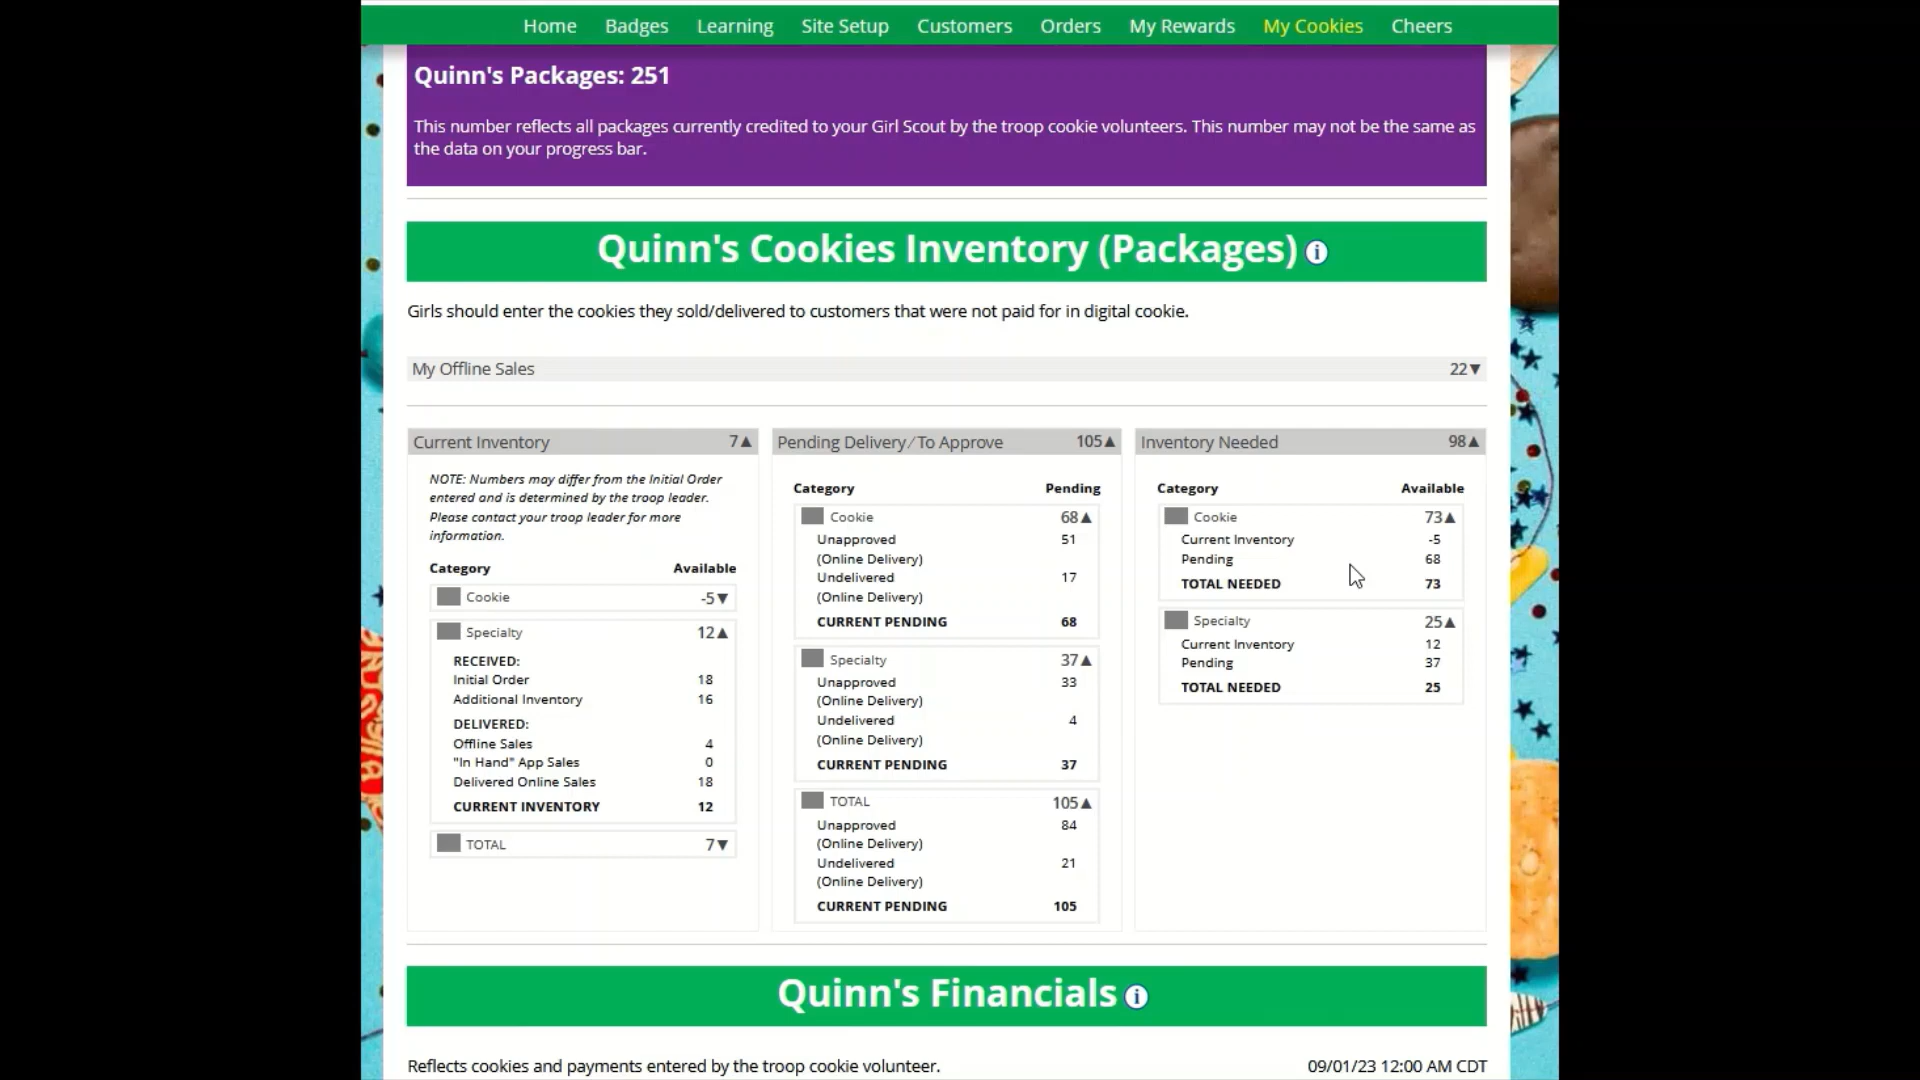 Home Badges Learning Site Setup Customers Orders My Rewards My Cookies Cheers
Quinn's Packages: 251
This number reflects all packages currently credited to your Girl Scout by the troop cookie volunteers. This number may not be the same as
the data on your progress bar.
Quinn's Cookies Inventory (Packages) i
Girls should enter the cookies they sold/delivered to customers that were not paid for in digital cookie.
My Offline Sales 22▼
Current Inventory 7▲
NOTE: Numbers may differ from the Initial Order
entered and is determined by the troop leader.
Please contact your troop leader for more
information.
Category Available
Cookie -5▼
Specialty 12▲
RECEIVED:
Initial Order 18
Additional Inventory 16
DELIVERED:
Offline Sales 4
"In Hand" App Sales 0
Delivered Online Sales 18
CURRENT INVENTORY 12
TOTAL 7▼
Pending Delivery/To Approve 105▲
Category Pending
Cookie 68▲
Unapproved 51
(Online Delivery)
Undelivered 17
(Online Delivery)
CURRENT PENDING 68
Specialty 37▲
Unapproved 33
(Online Delivery)
Undelivered 4
(Online Delivery)
CURRENT PENDING 37
TOTAL 105▲
Unapproved 84
(Online Delivery)
Undelivered 21
(Online Delivery)
CURRENT PENDING 105
Inventory Needed 98▲
Category Available
Cookie 73▲
Current Inventory -5
Pending 68
TOTAL NEEDED 73
Specialty 25▲
Current Inventory 12
Pending 37
TOTAL NEEDED 25
Quinn's Financials i
Reflects cookies and payments entered by the troop cookie volunteer. 09/01/23 12:00 AM CDT